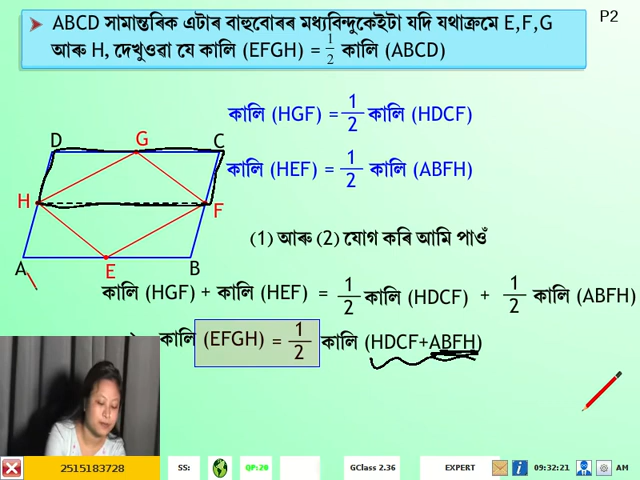 ABCD সামান্তৰিক এটাৰ বাহুবোৰৰ মধ্যবিন্দুকেইটা যদি যথাক্ৰমে E,F,G
P2
আৰু H, দেখুওৱা যে কালি (EFGH) = 1/2 কালি (ABCD)
কালি (HGF) = 1/2 কালি (HDCF)
D G C
কালি (HEF) = 1/2 কালি (ABFH)
H F
(1) আৰু (2) যোগ কৰি আমি পাওঁ
A E B
কালি (HGF) + কালি (HEF) = 1/2 কালি (HDCF) + 1/2 কালি (ABFH)
কালি (EFGH) = 1/2 কালি (HDCF+ABFH)
2515183728 SS: QP:20 GClass 2.36 EXPERT 09:32:21 AM